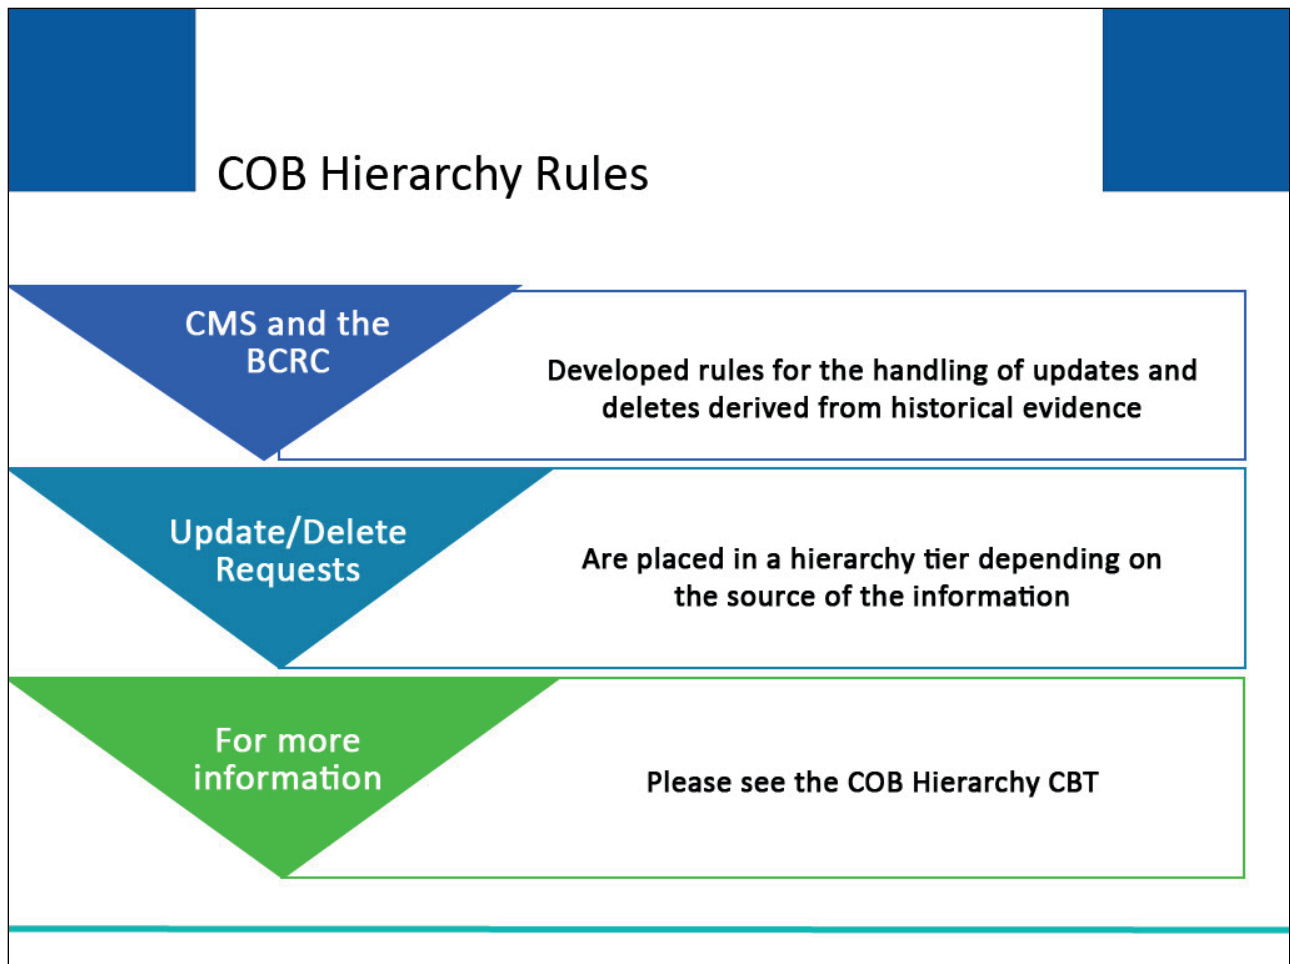 COB Hierarchy Rules
CMS and the
BCRC
Developed rules for the handling of updates and
deletes derived from historical evidence
Update/Delete
Requests
Are placed in a hierarchy tier depending on
the source of the information
For more
information
Please see the COB Hierarchy CBT